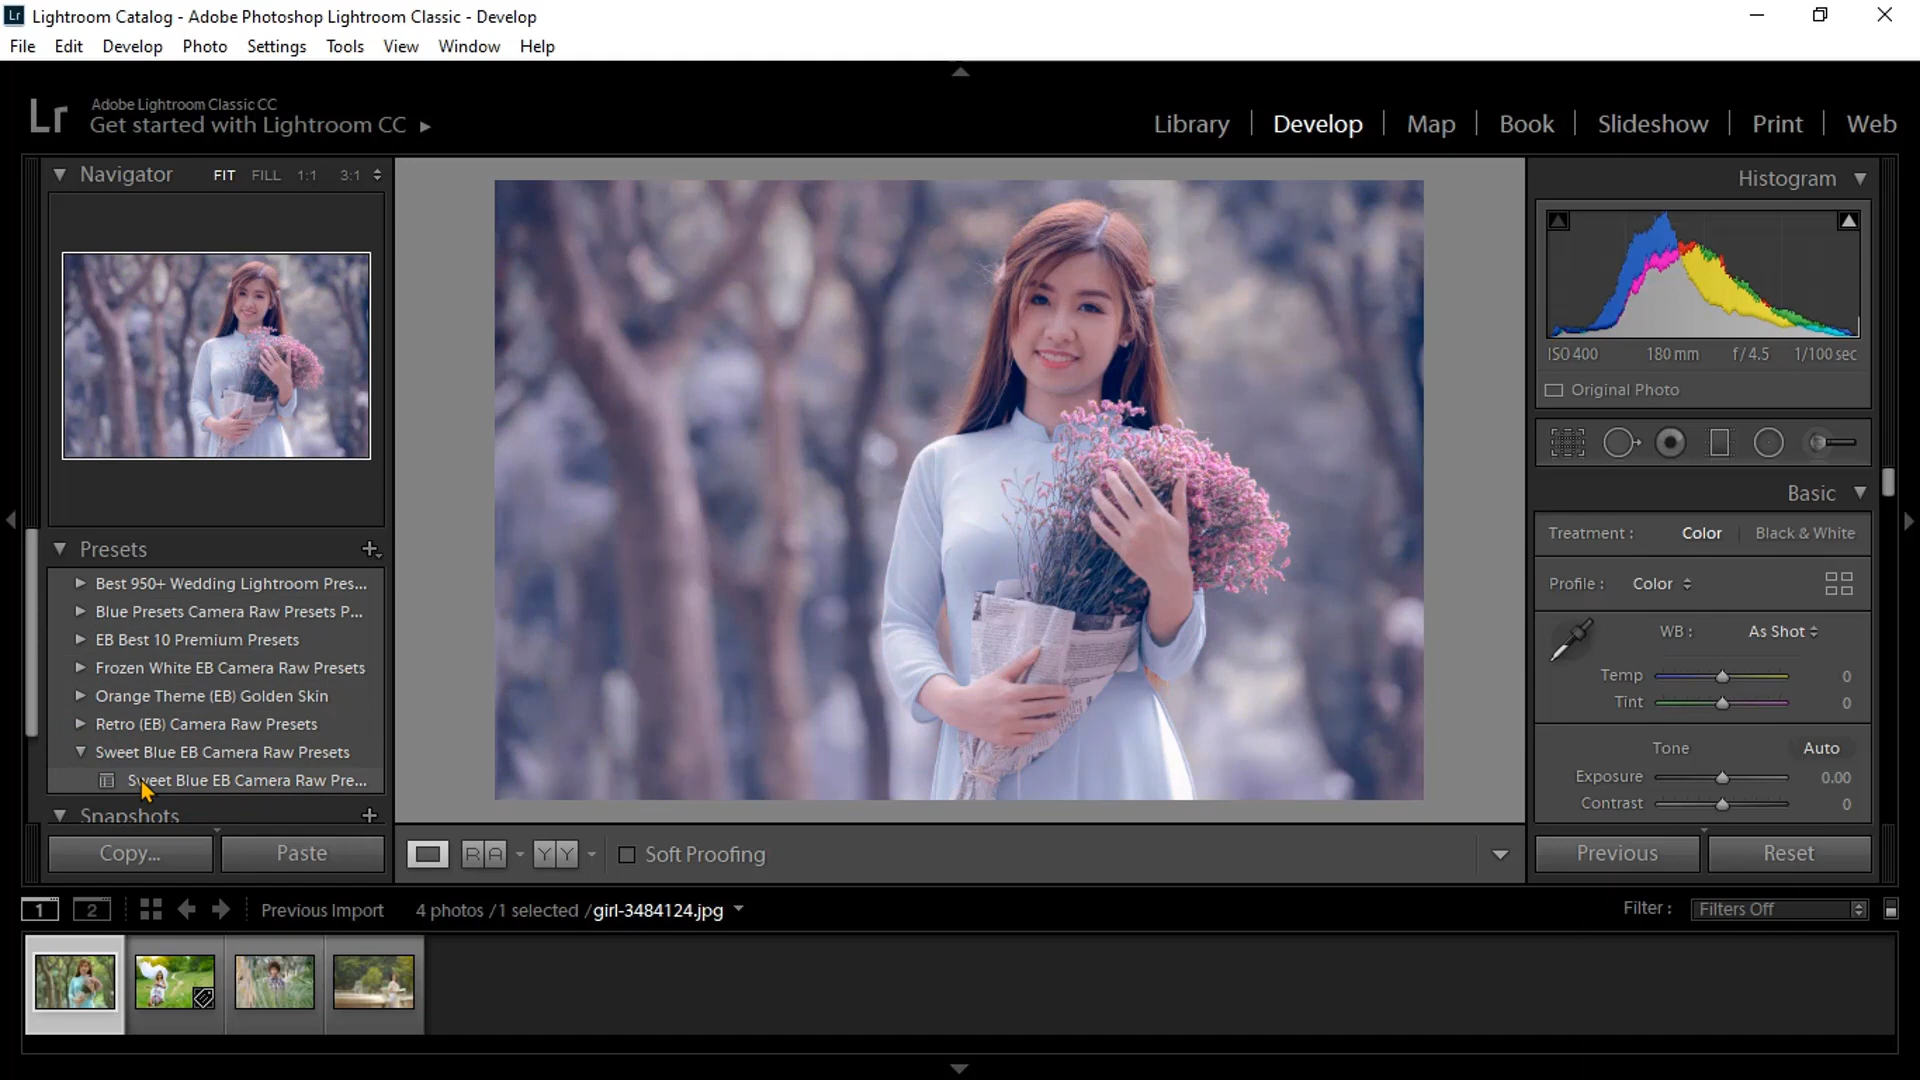 Lr Lightroom Catalog - Adobe Photoshop Lightroom Classic - Develop
File Edit Develop Photo Settings Tools View Window Help
Lr Adobe Lightroom Classic CC
Get started with Lightroom CC
Library Develop Map Book Slideshow Print Web
Navigator FIT FILL 1:1 3:1
Histogram
ISO 400 180 mm f / 4.5 1/100 sec
Original Photo
Basic
Treatment : Color Black & White
Profile : Color
WB : As Shot
Temp 0
Tint 0
Tone Auto
Exposure 0.00
Contrast 0
Presets
Best 950+ Wedding Lightroom Pres...
Blue Presets Camera Raw Presets P...
EB Best 10 Premium Presets
Frozen White EB Camera Raw Presets
Orange Theme (EB) Golden Skin
Retro (EB) Camera Raw Presets
Sweet Blue EB Camera Raw Presets
Sweet Blue EB Camera Raw Pre...
Snapshots
Copy... Paste
R A Y Y Soft Proofing
Previous Reset
1 2 Previous Import 4 photos /1 selected /girl-3484124.jpg Filter : Filters Off